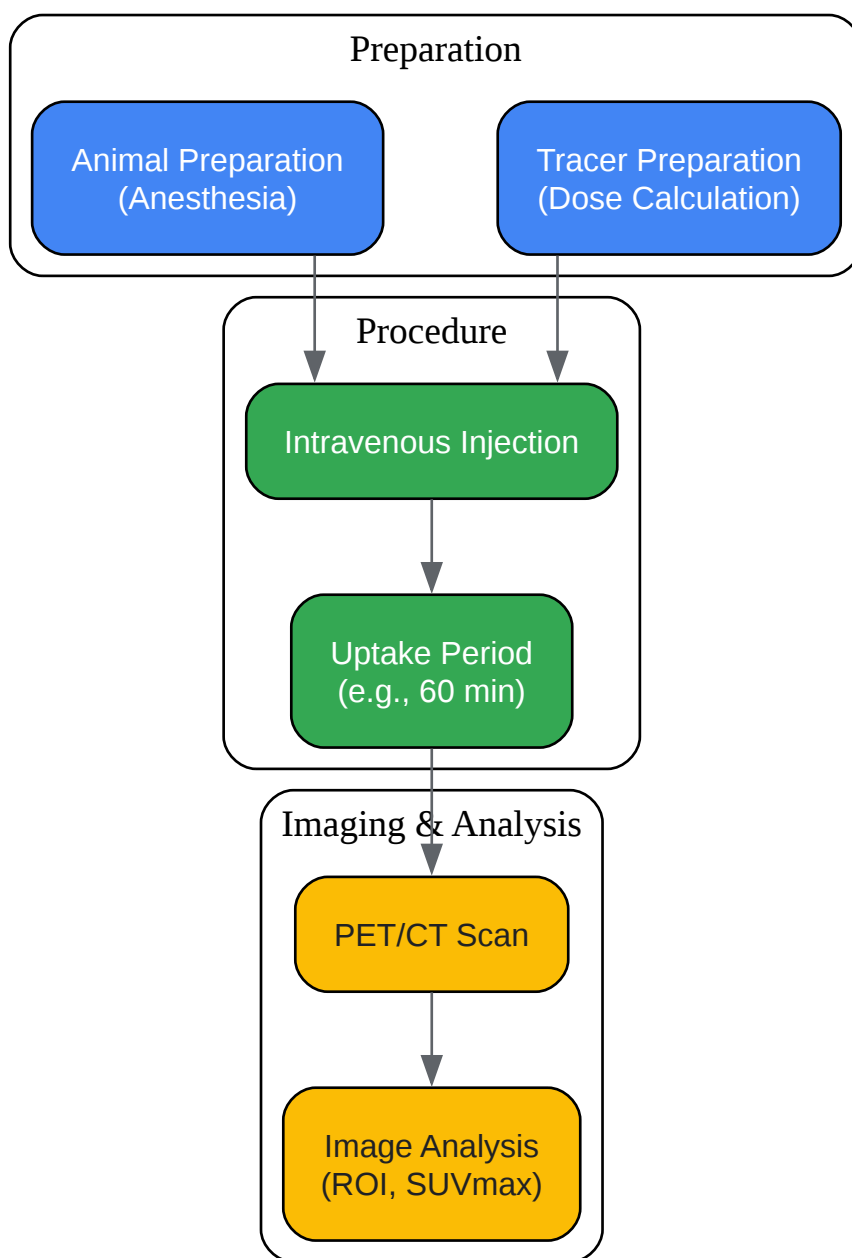 Preparation
Animal Preparation
(Anesthesia)
Tracer Preparation
(Dose Calculation)
Procedure
Intravenous Injection
Uptake Period
(e.g., 60 min)
Imaging & Analysis
PET/CT Scan
Image Analysis
(ROI, SUVmax)